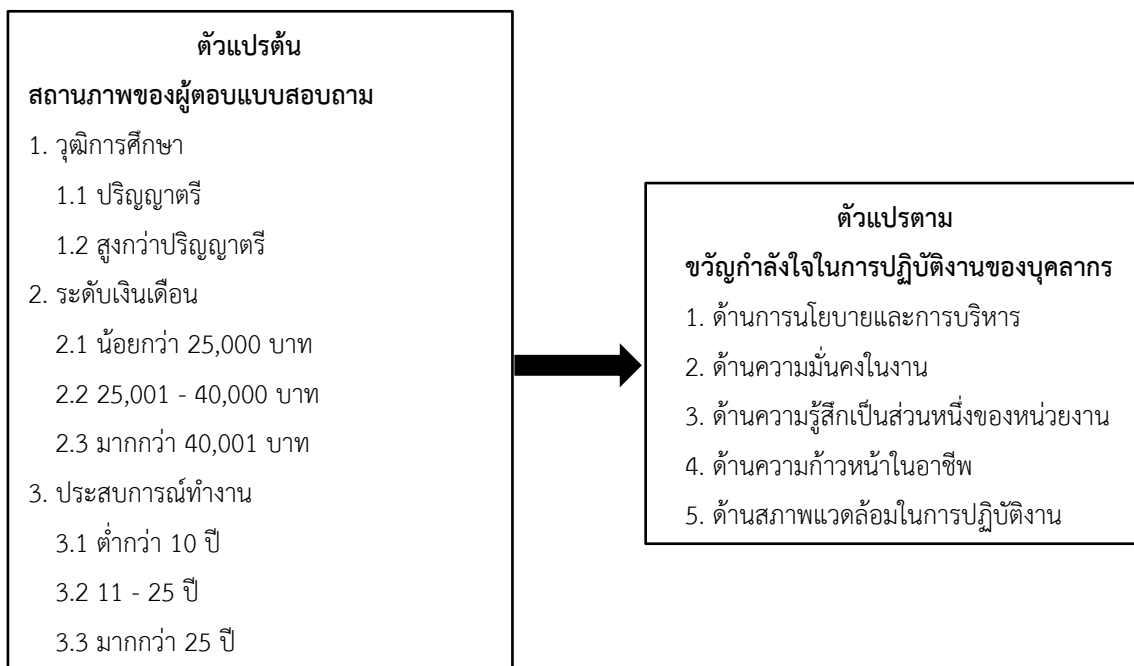 ตัวแปรต้น
สถานภาพของผู้ตอบแบบสอบถาม
1. วุฒิการศึกษา
1.1 ปริญญาตรี
1.2 สูงกว่าปริญญาตรี
2. ระดับเงินเดือน
2.1 น้อยกว่า 25,000 บาท
2.2 25,001 - 40,000 บาท
2.3 มากกว่า 40,001 บาท
3. ประสบการณ์ทำงาน
3.1 ต่ำกว่า 10 ปี
3.2 11 - 25 ปี
3.3 มากกว่า 25 ปี
ตัวแปรตาม
ขวัญกำลังใจในการปฏิบัติงานของบุคลากร
1. ด้านการนโยบายและการบริหาร
2. ด้านความมั่นคงในงาน
3. ด้านความรู้สึกเป็นส่วนหนึ่งของหน่วยงาน
4. ด้านความก้าวหน้าในอาชีพ
5. ด้านสภาพแวดล้อมในการปฏิบัติงาน